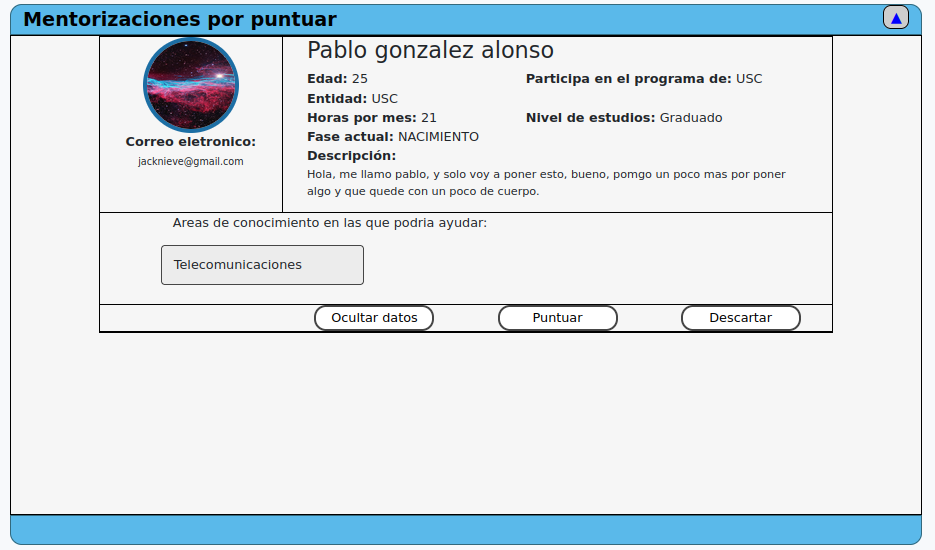 Mentorizaciones por puntuar
▲
Pablo gonzalez alonso
Edad: 25
Participa en el programa de: USC
Entidad: USC
Horas por mes: 21
Nivel de estudios: Graduado
Fase actual: NACIMIENTO
Descripción:
Hola, me llamo pablo, y solo voy a poner esto, bueno, pomgo un poco mas por poner
algo y que quede con un poco de cuerpo.
Correo eletronico:
jacknieve@gmail.com
Areas de conocimiento en las que podria ayudar:
Telecomunicaciones
Ocultar datos
Puntuar
Descartar